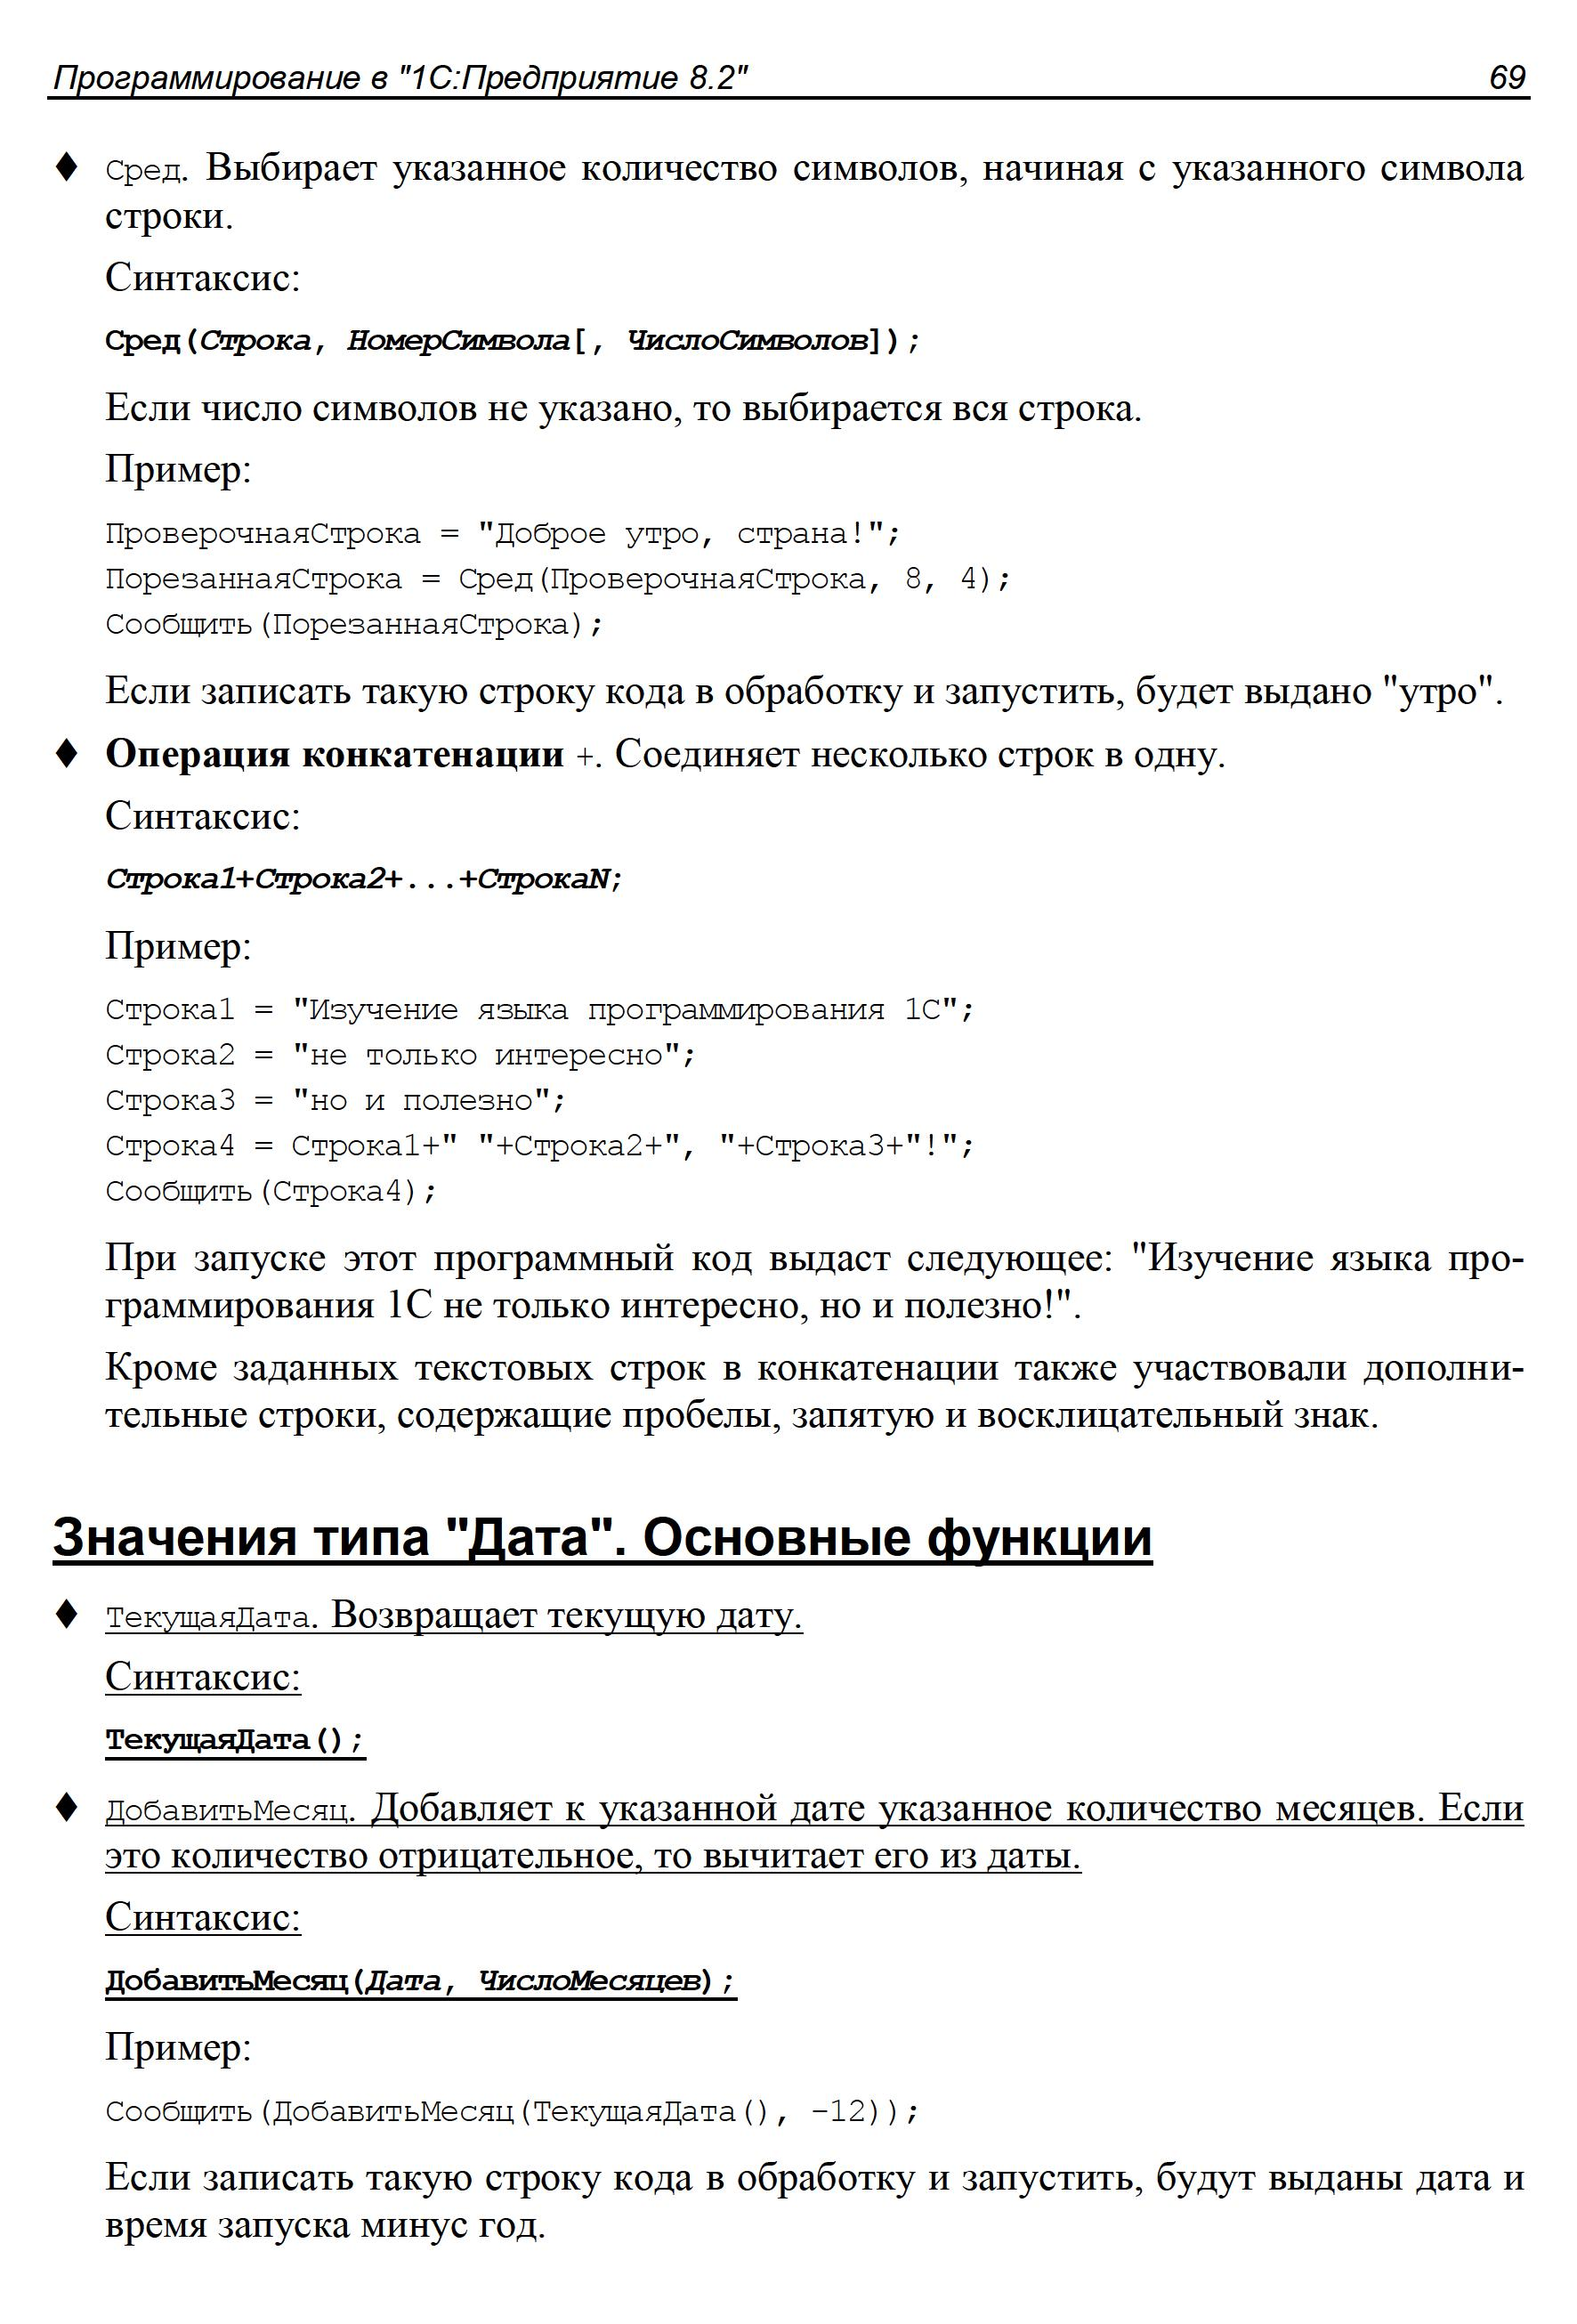 Программирование в "1С:Предприятие 8.2" 69
♦ Сред. Выбирает указанное количество символов, начиная с указанного символа
строки.
Синтаксис:
Сред(Строка, НомерСимвола[, ЧислоСимволов]);
Если число символов не указано, то выбирается вся строка.
Пример:
ПроверочнаяСтрока = "Доброе утро, страна!";
ПорезаннаяСтрока = Сред(ПроверочнаяСтрока, 8, 4);
Сообщить(ПорезаннаяСтрока);
Если записать такую строку кода в обработку и запустить, будет выдано "утро".
♦ Операция конкатенации +. Соединяет несколько строк в одну.
Синтаксис:
Строка1+Строка2+...+СтрокаN;
Пример:
Строка1 = "Изучение языка программирования 1С";
Строка2 = "не только интересно";
Строка3 = "но и полезно";
Строка4 = Строка1+" "+Строка2+", "+Строка3+"!";
Сообщить(Строка4);
При запуске этот программный код выдаст следующее: "Изучение языка про-
граммирования 1С не только интересно, но и полезно!".
Кроме заданных текстовых строк в конкатенации также участвовали дополни-
тельные строки, содержащие пробелы, запятую и восклицательный знак.
Значения типа "Дата". Основные функции
♦ ТекущаяДата. Возвращает текущую дату.
Синтаксис:
ТекущаяДата();
♦ ДобавитьМесяц. Добавляет к указанной дате указанное количество месяцев. Если
это количество отрицательное, то вычитает его из даты.
Синтаксис:
ДобавитьМесяц(Дата, ЧислоМесяцев);
Пример:
Сообщить(ДобавитьМесяц(ТекущаяДата(), -12));
Если записать такую строку кода в обработку и запустить, будут выданы дата и
время запуска минус год.